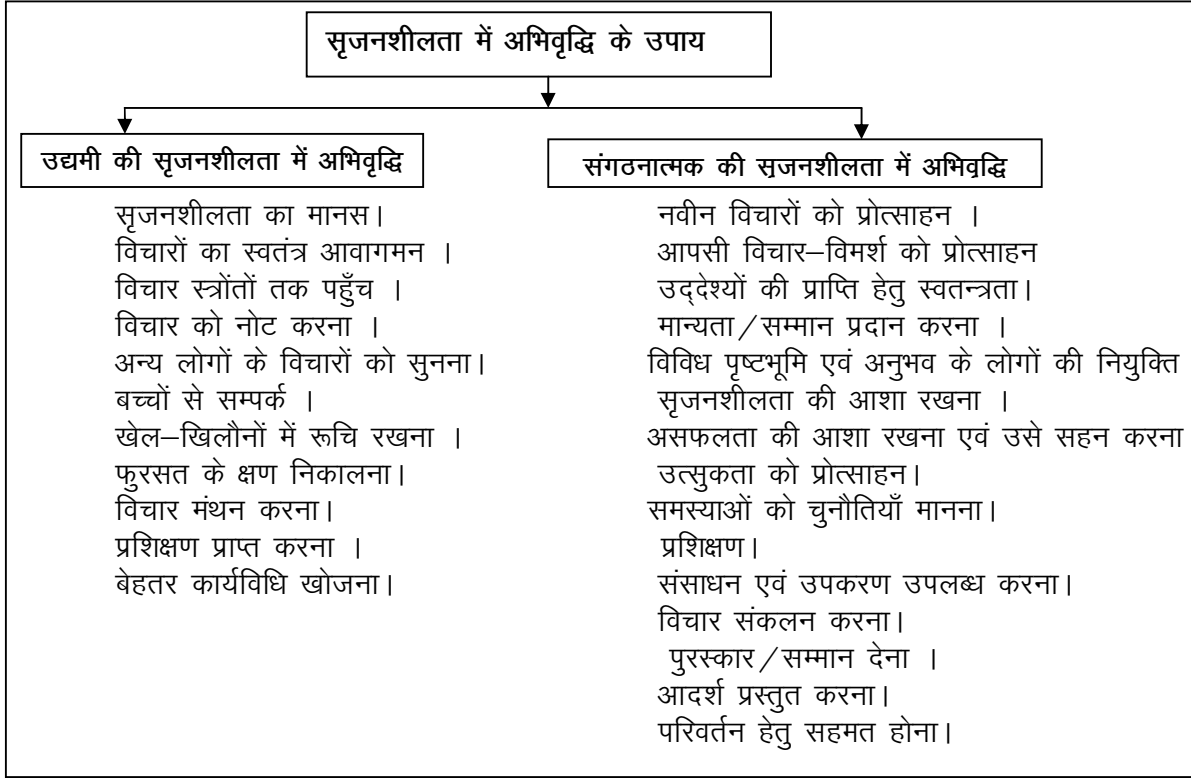 सृजनशीलता में अभिवृद्धि के उपाय
उद्यमी की सृजनशीलता में अभिवृद्धि
सृजनशीलता का मानस।
विचारों का स्वतंत्र आवागमन ।
विचार स्त्रोंतों तक पहुँच ।
विचार को नोट करना ।
अन्य लोगों के विचारों को सुनना।
बच्चों से सम्पर्क ।
खेल–खिलौनों में रूचि रखना ।
फुरसत के क्षण निकालना।
विचार मंथन करना।
प्रशिक्षण प्राप्त करना ।
बेहतर कार्यविधि खोजना।
संगठनात्मक की सृजनशीलता में अभिवृद्धि
नवीन विचारों को प्रोत्साहन ।
आपसी विचार–विमर्श को प्रोत्साहन
उद्देश्यों की प्राप्ति हेतु स्वतन्त्रता।
मान्यता/सम्मान प्रदान करना ।
विविध पृष्टभूमि एवं अनुभव के लोगों की नियुक्ति
सृजनशीलता की आशा रखना ।
असफलता की आशा रखना एवं उसे सहन करना
उत्सुकता को प्रोत्साहन।
समस्याओं को चुनौतियाँ मानना।
प्रशिक्षण।
संसाधन एवं उपकरण उपलब्ध करना।
विचार संकलन करना।
पुरस्कार/सम्मान देना ।
आदर्श प्रस्तुत करना।
परिवर्तन हेतु सहमत होना।